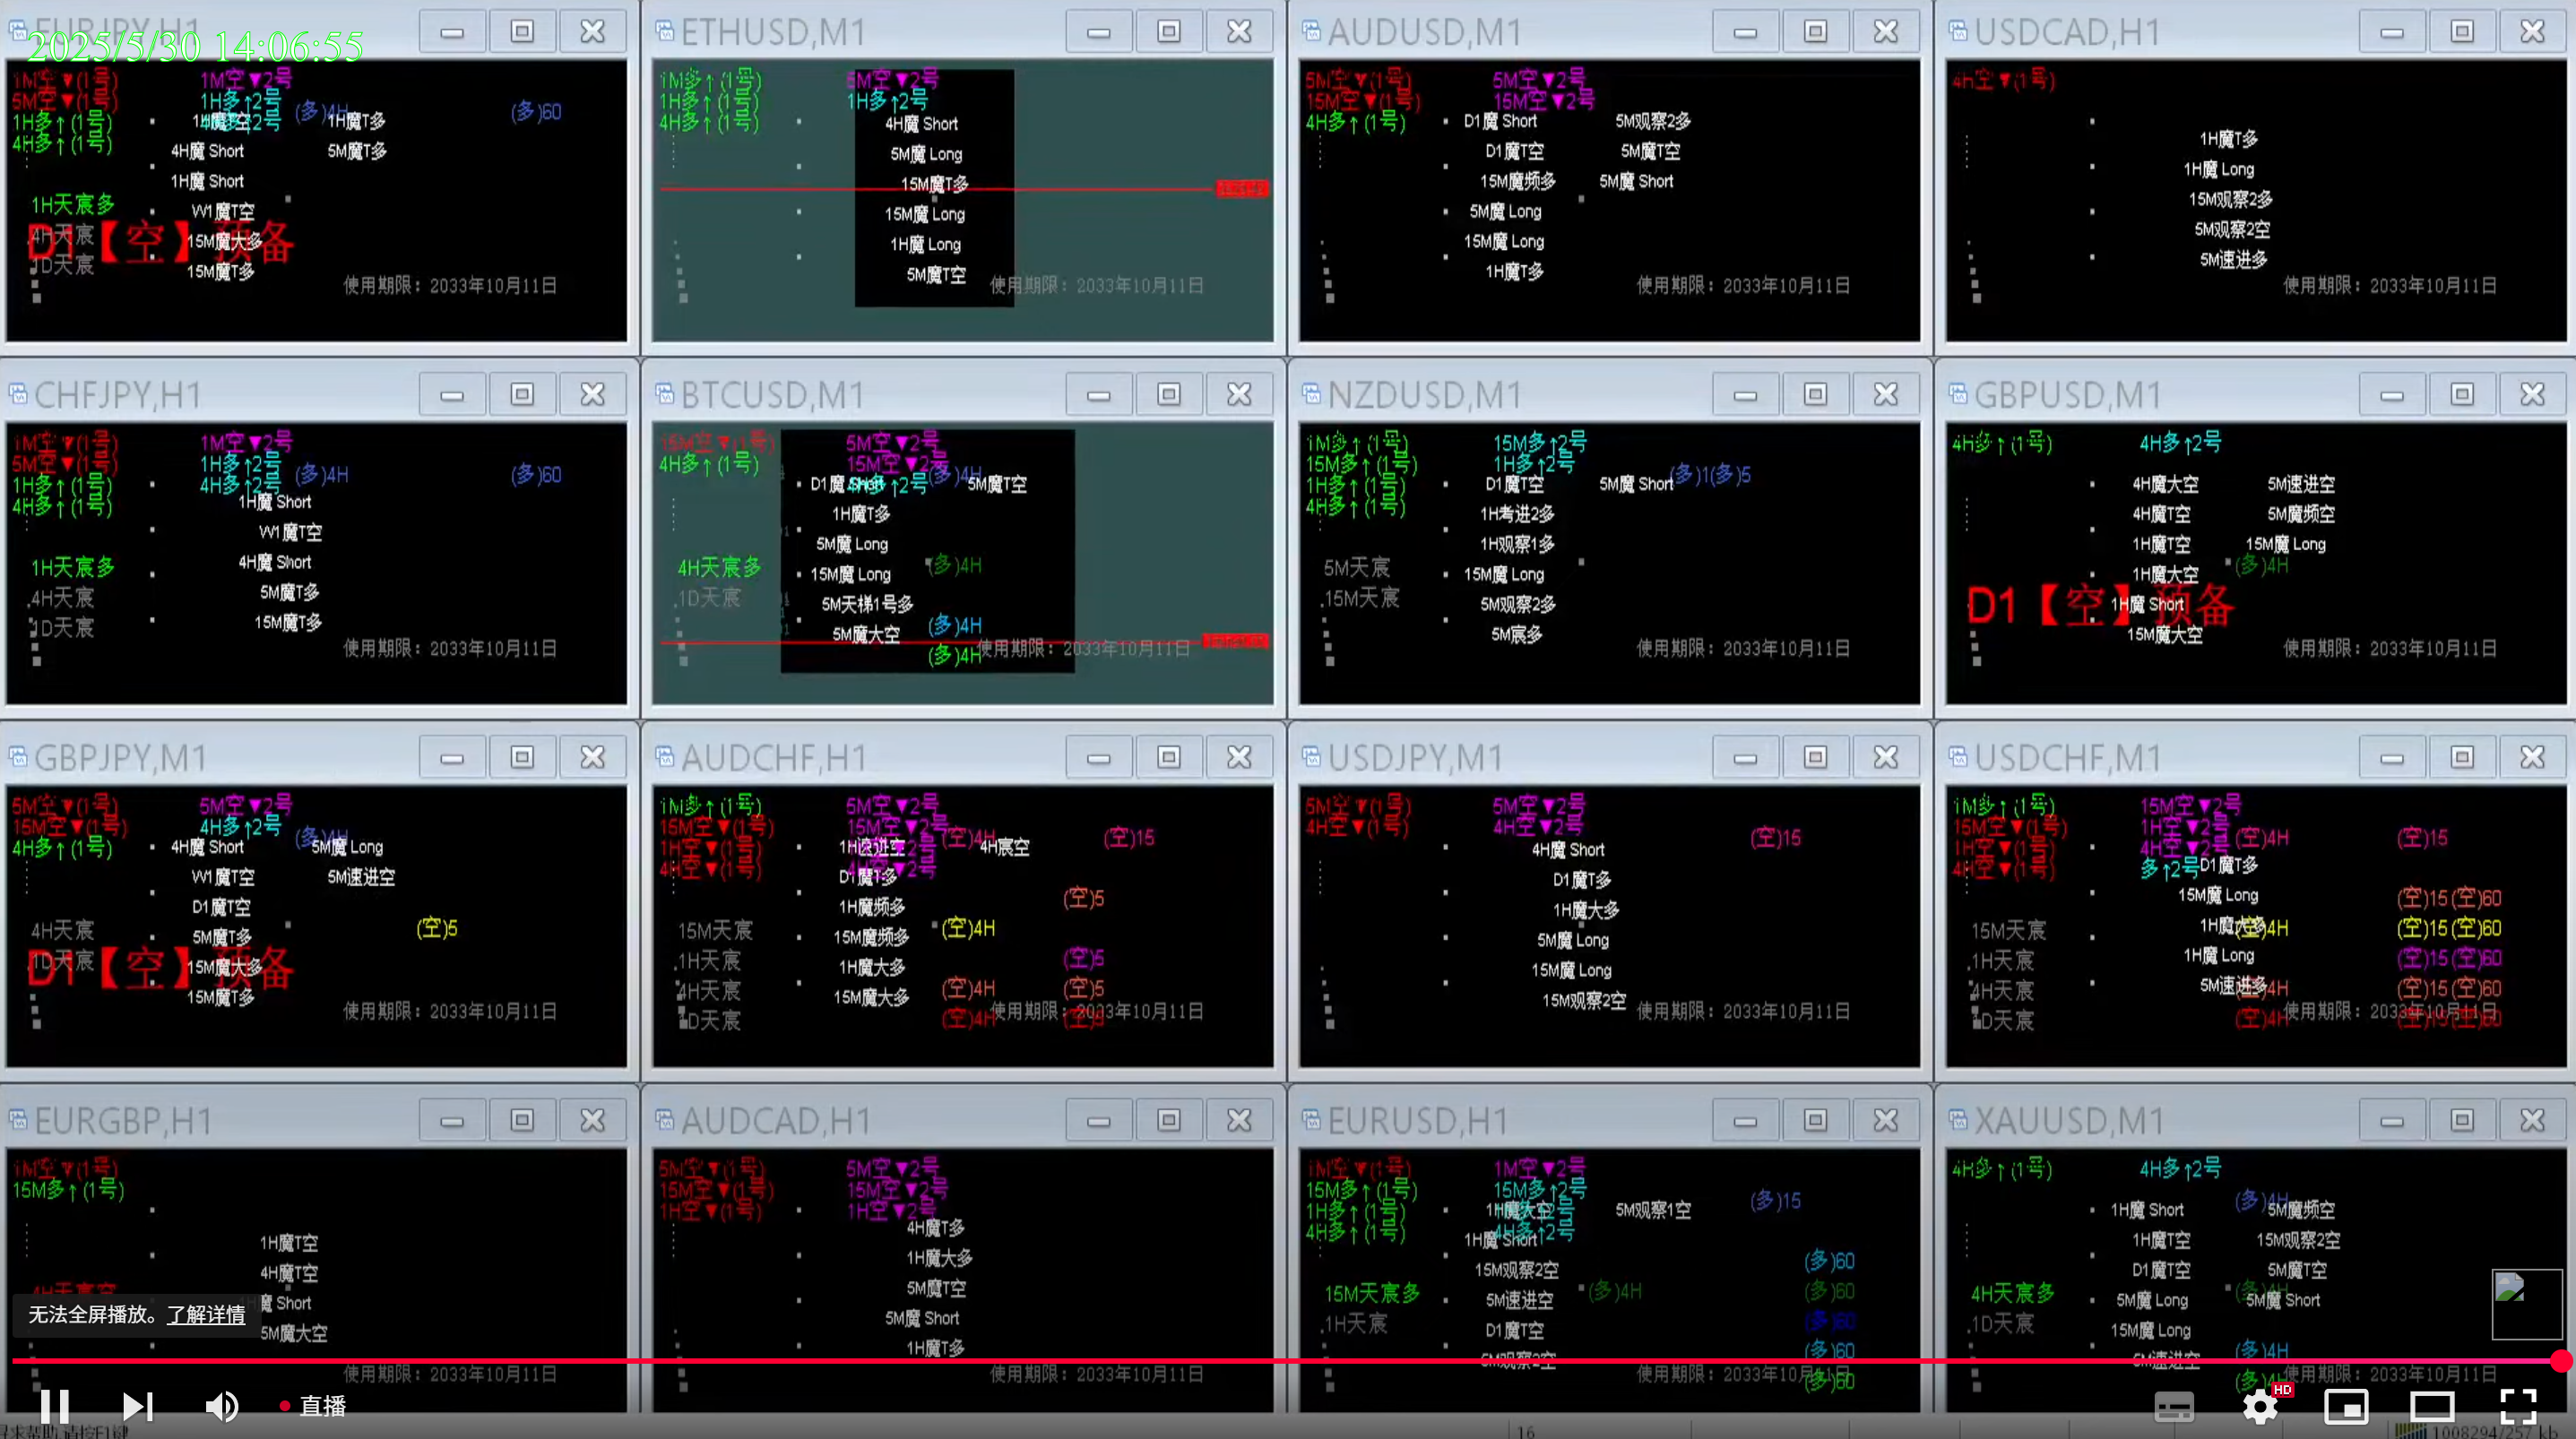 EURJPY,H1
2025/5/30 14:06:55
1M空▼(1号) 1M空▼2号
5M空▼(1号) 1H多↑2号 (多)4H (多)60
1H多↑(1号) 4H多↑2号 1H魔T多
4H多↑(1号)
4H魔 Short 5M魔T多
1H魔 Short
1H天宸多 W1魔T空
4H天宸 15M魔大多
D1【空】预备
1D天宸 15M魔T多
使用期限：2033年10月11日
ETHUSD,M1
1M多↑(1号) 5M空▼2号
1H多↑(1号) 1H多↑2号
4H多↑(1号) 4H魔 Short
5M魔 Long
15M魔T多
15M魔 Long
1H魔 Long
5M魔T空
使用期限：2033年10月11日
AUDUSD,M1
5M空▼(1号) 5M空▼2号
15M空▼(1号) 15M空▼2号
4H多↑(1号) D1魔 Short 5M观察2多
D1魔T空 5M魔T空
15M魔频多 5M魔 Short
5M魔 Long
15M魔 Long
1H魔T多
使用期限：2033年10月11日
USDCAD,H1
4H空▼(1号)
1H魔T多
1H魔 Long
15M观察2多
5M观察2空
5M速进多
使用期限：2033年10月11日
CHFJPY,H1
1M空▼(1号) 1M空▼2号
5M空▼(1号) 1H多↑2号 (多)4H (多)60
1H多↑(1号) 4H多↑2号
4H多↑(1号) 1H魔 Short
W1魔T空
1H天宸多 4H魔 Short
4H天宸 5M魔T多
1D天宸 15M魔T多
使用期限：2033年10月11日
BTCUSD,M1
15M空▼(1号) 5M空▼2号
4H多↑(1号) 15M空▼2号 (多)4H
D1魔 Short 4H多↑2号 5M魔T空
1H魔T多
5M魔 Long
4H天宸多 15M魔 Long (多)4H
1D天宸 5M天梯1号多
5M魔大空 (多)4H
(多)4H
使用期限：2033年10月11日
NZDUSD,M1
1M多↑(1号) 15M多↑2号
15M多↑(1号) 1H多↑2号
1H多↑(1号) D1魔T空 5M魔 Short (多)1(多)5
4H多↑(1号) 1H考进2多
1H观察1多
5M天宸 15M魔 Long
15M天宸 5M观察2多
5M宸多
使用期限：2033年10月11日
GBPUSD,M1
4H多↑(1号) 4H多↑2号
4H魔大空 5M速进空
4H魔T空 5M魔频空
1H魔T空 15M魔 Long
1H魔大空 (多)4H
D1【空】预备
1H魔 Short
15M魔大空
使用期限：2033年10月11日
GBPJPY,M1
5M空▼(1号) 5M空▼2号
15M空▼(1号) 4H多↑2号 (多)4H
4H多↑(1号) 4H魔 Short 5M魔 Long
W1魔T空 5M速进空
D1魔T空
4H天宸 5M魔T多 (空)5
1D天宸 15M魔大多
D1【空】预备
15M魔T多
使用期限：2033年10月11日
AUDCHF,H1
1M多↑(1号) 5M空▼2号
15M空▼(1号) 15M空▼2号 (空)4H (空)15
1H空▼(1号) 1H速进空 4H宸空
4H空▼(1号) D1魔T多
1H魔频多 (空)5
15M天宸 15M魔频多 (空)4H
1H天宸 1H魔大多 (空)5
4H天宸 15M魔大多 (空)4H (空)5
1D天宸 (空)4H
使用期限：2033年10月11日
USDJPY,M1
5M空▼(1号) 5M空▼2号
4H空▼(1号) 4H空▼2号 (空)15
4H魔 Short
D1魔T多
1H魔大多
5M魔 Long
15M魔 Long
15M观察2空
使用期限：2033年10月11日
USDCHF,M1
1M多↑(1号) 15M空▼2号
15M空▼(1号) 1H空▼2号 (空)4H (空)15
1H空▼(1号) 4H空▼2号
4H空▼(1号) 多↑2号 D1魔T多
15M魔 Long (空)15(空)60
15M天宸 1H魔大多 (空)4H (空)15(空)60
1H天宸 1H魔 Long (空)15(空)60
4H天宸 5M速进多 (空)4H (空)15(空)60
1D天宸 (空)4H (空)15(空)60
使用期限：2033年10月11日
EURGBP,H1
1M空▼(1号)
15M多↑(1号)
1H魔T空
4H魔T空
4H天宸空
魔 Short
5M魔大空
使用期限：2033年10月11日
AUDCAD,H1
5M空▼(1号) 5M空▼2号
15M空▼(1号) 15M空▼2号
1H空▼(1号) 1H空▼2号
4H魔T多
1H魔大多
5M魔T空
5M魔 Short
1H魔T多
使用期限：2033年10月11日
EURUSD,H1
1M空▼(1号) 1M空▼2号
15M多↑(1号) 15M多↑2号 (多)15
1H多↑(1号) 1H魔大空 5M观察1空
4H多↑(1号) 4H多↑2号
1H魔 Short
15M观察2空 (多)60
15M天宸多 5M速进空 (多)4H (多)60
1H天宸 D1魔T空 (多)60
5M观察2空 (多)60
(多)60
使用期限：2033年10月11日
XAUUSD,M1
4H多↑(1号) 4H多↑2号
1H魔 Short (多)4H 5M魔频空
1H魔T空 15M观察2空
D1魔T空 5M魔T空
4H天宸多 5M魔 Long 5M魔 Short
1D天宸 15M魔 Long
5M速进空 (多)4H
(多)4H
使用期限：2033年10月11日
无法全屏播放。了解详情
直播
HD
寻求帮助,请按F1键
16
1008294/257 kb